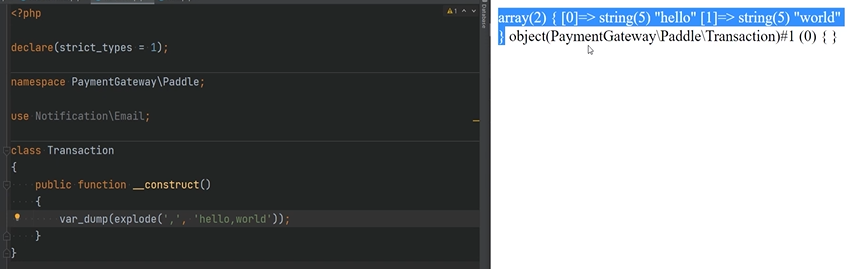 <?php
declare(strict_types = 1);
namespace PaymentGateway\Paddle;
use Notification\Email;
class Transaction
{
public function __construct()
{
var_dump(explode(',', 'hello,world'));
}
}
1
Database
array(2) { [0]=> string(5) "hello" [1]=> string(5) "world"
} object(PaymentGateway\Paddle\Transaction)#1 (0) { }